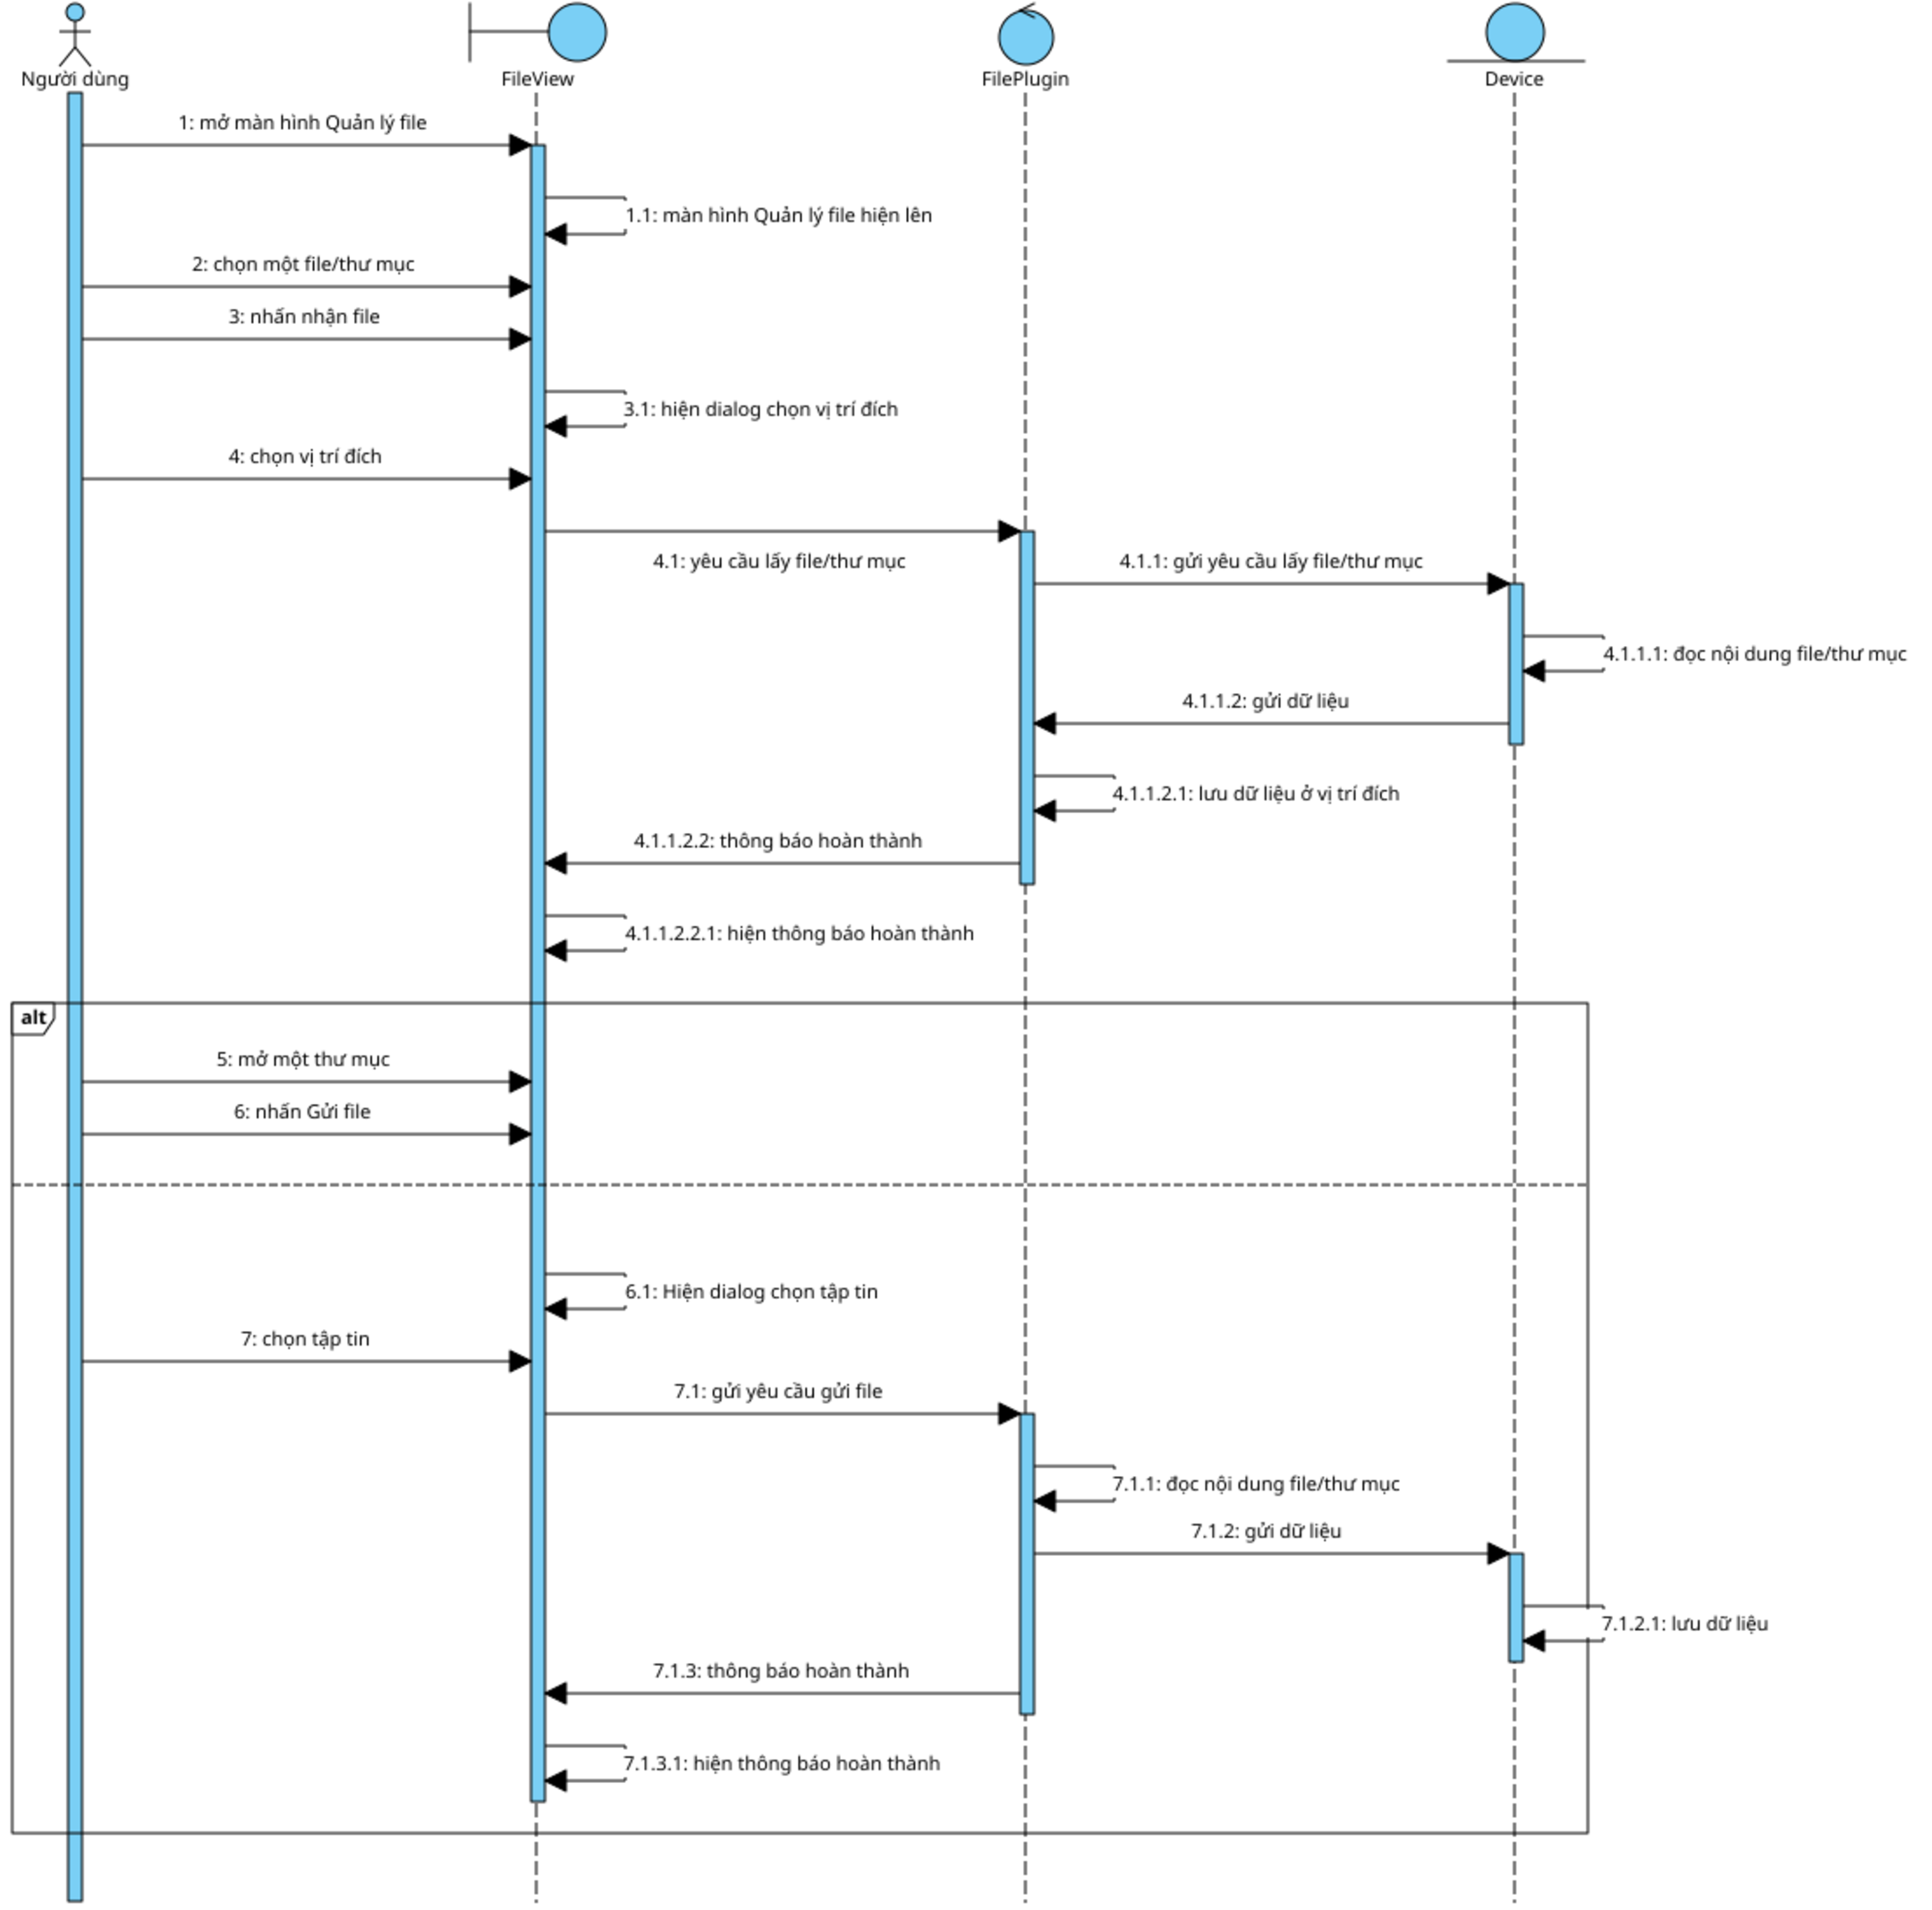 Người dùng
FileView
FilePlugin
Device
1: mở màn hình Quản lý file
1.1: màn hình Quản lý file hiện lên
2: chọn một file/thư mục
3: nhấn nhận file
3.1: hiện dialog chọn vị trí đích
4: chọn vị trí đích
4.1: yêu cầu lấy file/thư mục
4.1.1: gửi yêu cầu lấy file/thư mục
4.1.1.1: đọc nội dung file/thư mục
4.1.1.2: gửi dữ liệu
4.1.1.2.1: lưu dữ liệu ở vị trí đích
4.1.1.2.2: thông báo hoàn thành
4.1.1.2.2.1: hiện thông báo hoàn thành
alt
5: mở một thư mục
6: nhấn Gửi file
6.1: Hiện dialog chọn tập tin
7: chọn tập tin
7.1: gửi yêu cầu gửi file
7.1.1: đọc nội dung file/thư mục
7.1.2: gửi dữ liệu
7.1.2.1: lưu dữ liệu
7.1.3: thông báo hoàn thành
7.1.3.1: hiện thông báo hoàn thành